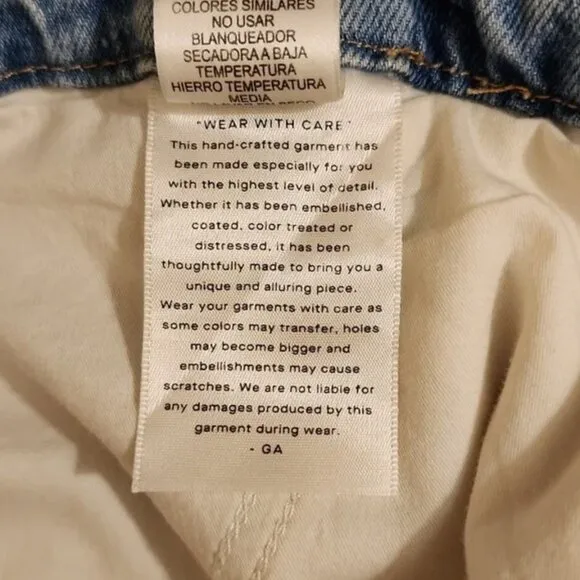 COLORES SIMILARES
NO USAR
BLANQUEADOR
SECADORA A BAJA
TEMPERATURA
HIERRO TEMPERATURA
MEDIA
"WEAR WITH CARE"
This hand-crafted garment has
been made especially for you
with the highest level of detail.
Whether it has been embellished,
coated, color treated or
distressed, it has been
thoughtfully made to bring you a
unique and alluring piece.
Wear your garments with care as
some colors may transfer, holes
may become bigger and
embellishments may cause
scratches. We are not liable for
any damages produced by this
garment during wear.
- GA